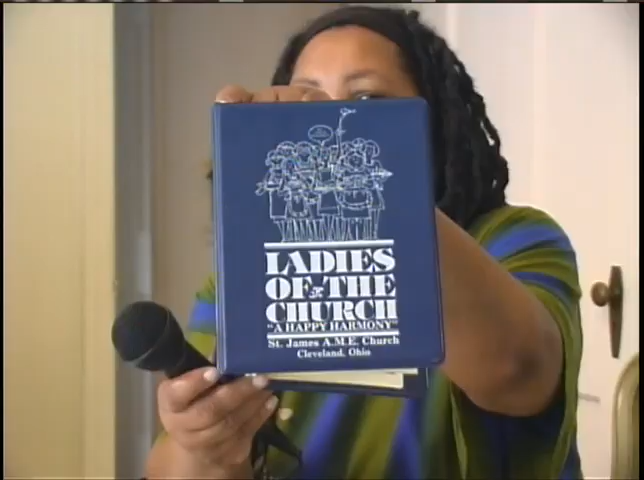 LADIES
OF THE
CHURCH
"A HAPPY HARMONY"
St. James A.M.E. Church
Cleveland, Ohio